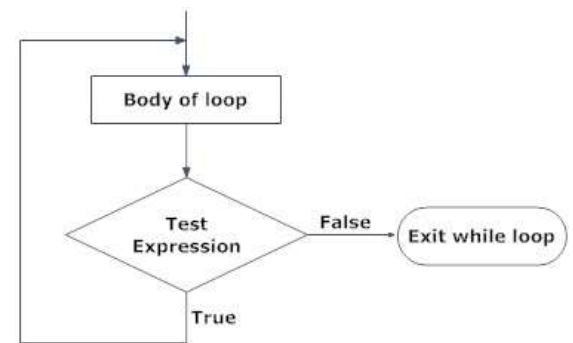 Body of loop
Test
Expression
False
Exit while loop
True